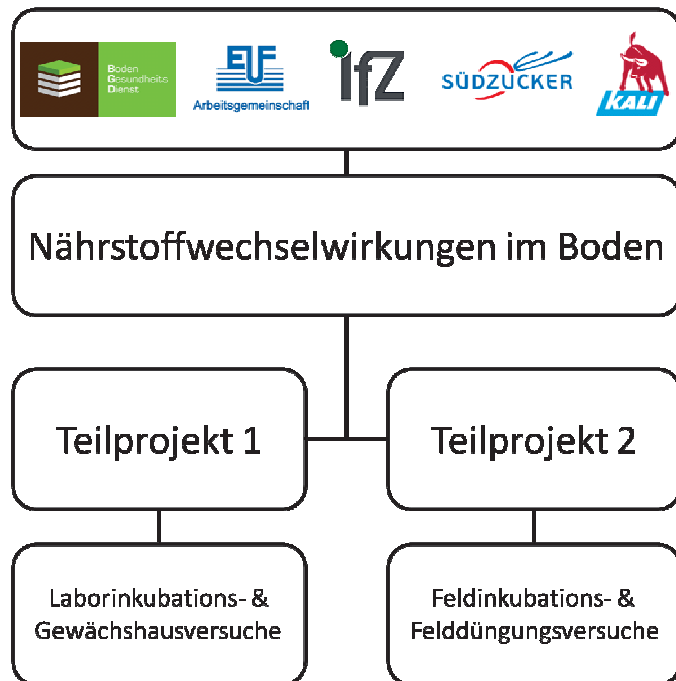 Boden
Gesundheits
Dienst
EUF
Arbeitsgemeinschaft
ifZ
SÜDZUCKER
KALI
Nährstoffwechselwirkungen im Boden
Teilprojekt 1
Teilprojekt 2
Laborinkubations- &
Gewächshausversuche
Feldinkubations- &
Felddüngungsversuche